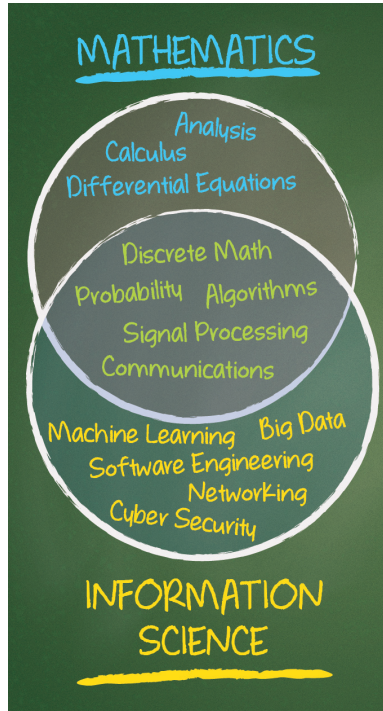 MATHEMATICS
Analysis
Calculus
Differential Equations
Discrete Math
Probability Algorithms
Signal Processing
Communications
Machine Learning Big Data
Software Engineering
Networking
Cyber Security
INFORMATION
SCIENCE